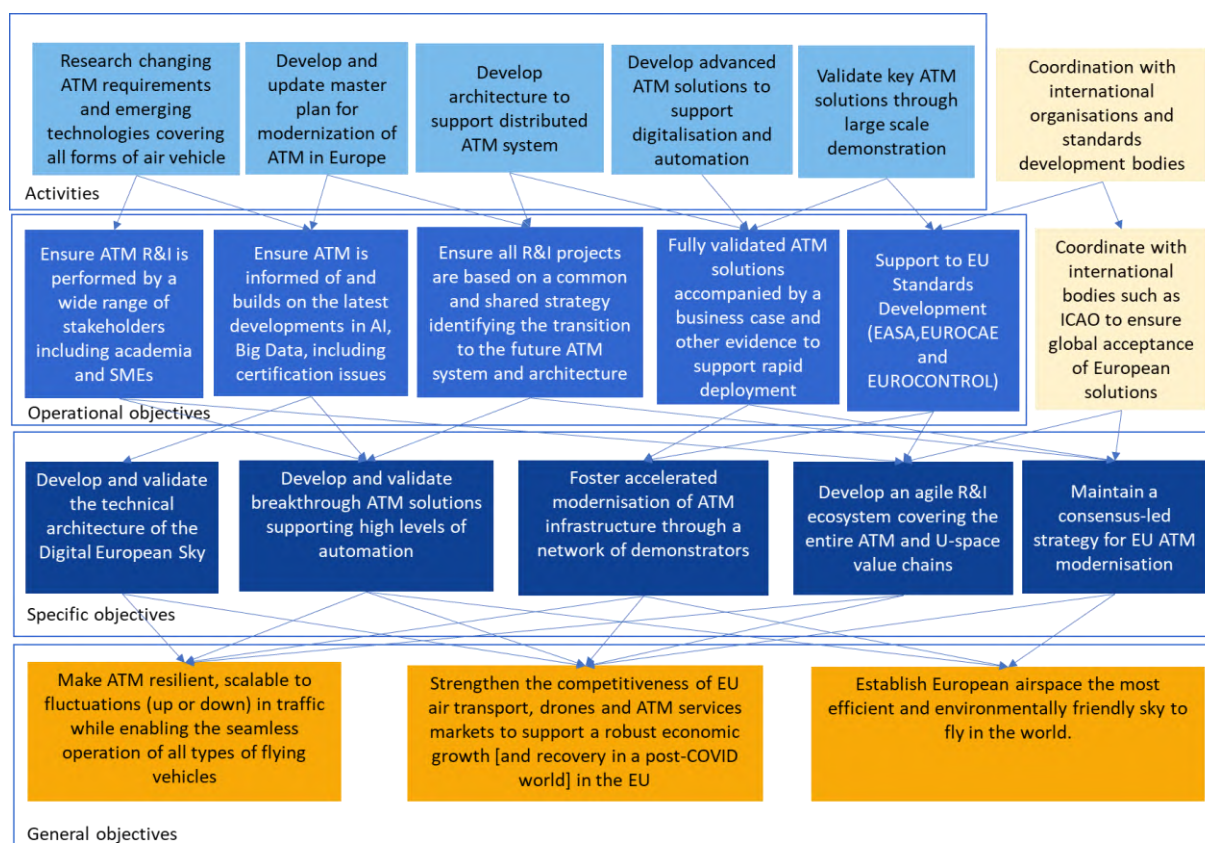 Research changing
ATM requirements
and emerging
technologies covering
all forms of air vehicle
Develop and
update master
plan for
modernization of
ATM in Europe
Develop
architecture to
support distributed
ATM system
Develop advanced
ATM solutions to
support
digitalisation and
automation
Validate key ATM
solutions through
large scale
demonstration
Coordination with
international
organisations and
standards
development bodies
Activities
Ensure ATM R&I is
performed by a
wide range of
stakeholders
including academia
and SMEs
Ensure ATM is
informed of and
builds on the latest
developments in AI,
Big Data, including
certification issues
Ensure all R&I projects
are based on a common
and shared strategy
identifying the transition
to the future ATM
system and architecture
Fully validated ATM
solutions
accompanied by a
business case and
other evidence to
support rapid
deployment
Support to EU
Standards
Development
(EASA,EUROCAE
and
EUROCONTROL)
Coordinate with
international
bodies such as
ICAO to ensure
global acceptance
of European
solutions
Operational objectives
Develop and validate
the technical
architecture of the
Digital European Sky
Develop and validate
breakthrough ATM solutions
supporting high levels of
automation
Foster accelerated
modernisation of ATM
infrastructure through a
network of demonstrators
Develop an agile R&I
ecosystem covering the
entire ATM and U-space
value chains
Maintain a
consensus-led
strategy for EU ATM
modernisation
Specific objectives
Make ATM resilient, scalable to
fluctuations (up or down) in traffic
while enabling the seamless
operation of all types of flying
vehicles
Strengthen the competitiveness of EU
air transport, drones and ATM services
markets to support a robust economic
growth [and recovery in a post-COVID
world] in the EU
Establish European airspace the most
efficient and environmentally friendly sky to
fly in the world.
General objectives